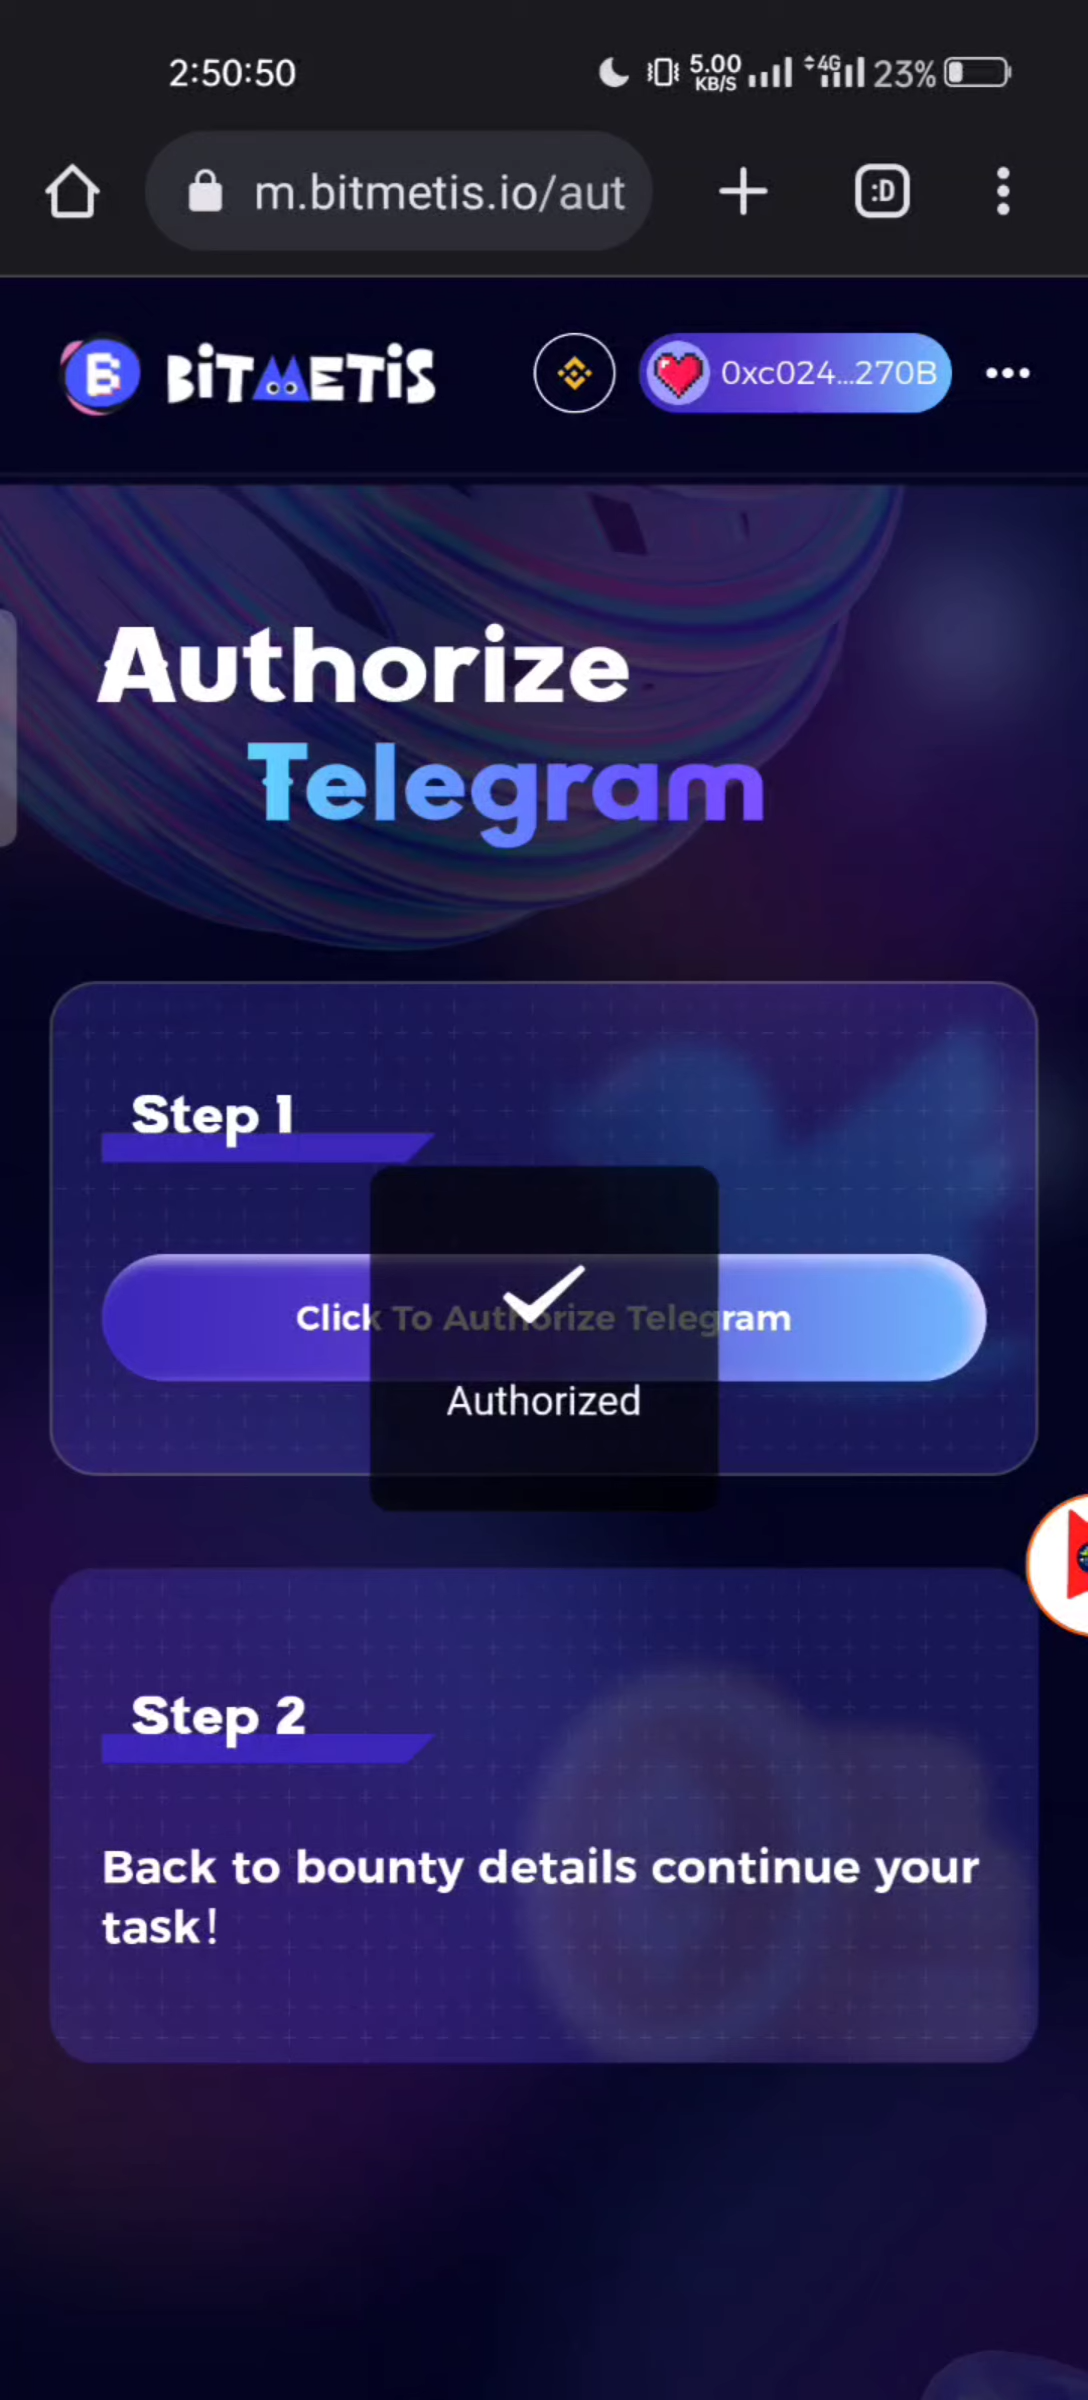 2:50:50
5.00
KB/S
4G
23%
:D
m.bitmetis.io/aut
BITMETIS
0xc024...270B
Authorize
Telegram
Step 1
Click To Authorize Telegram
Authorized
Step 2
Back to bounty details continue your
task!